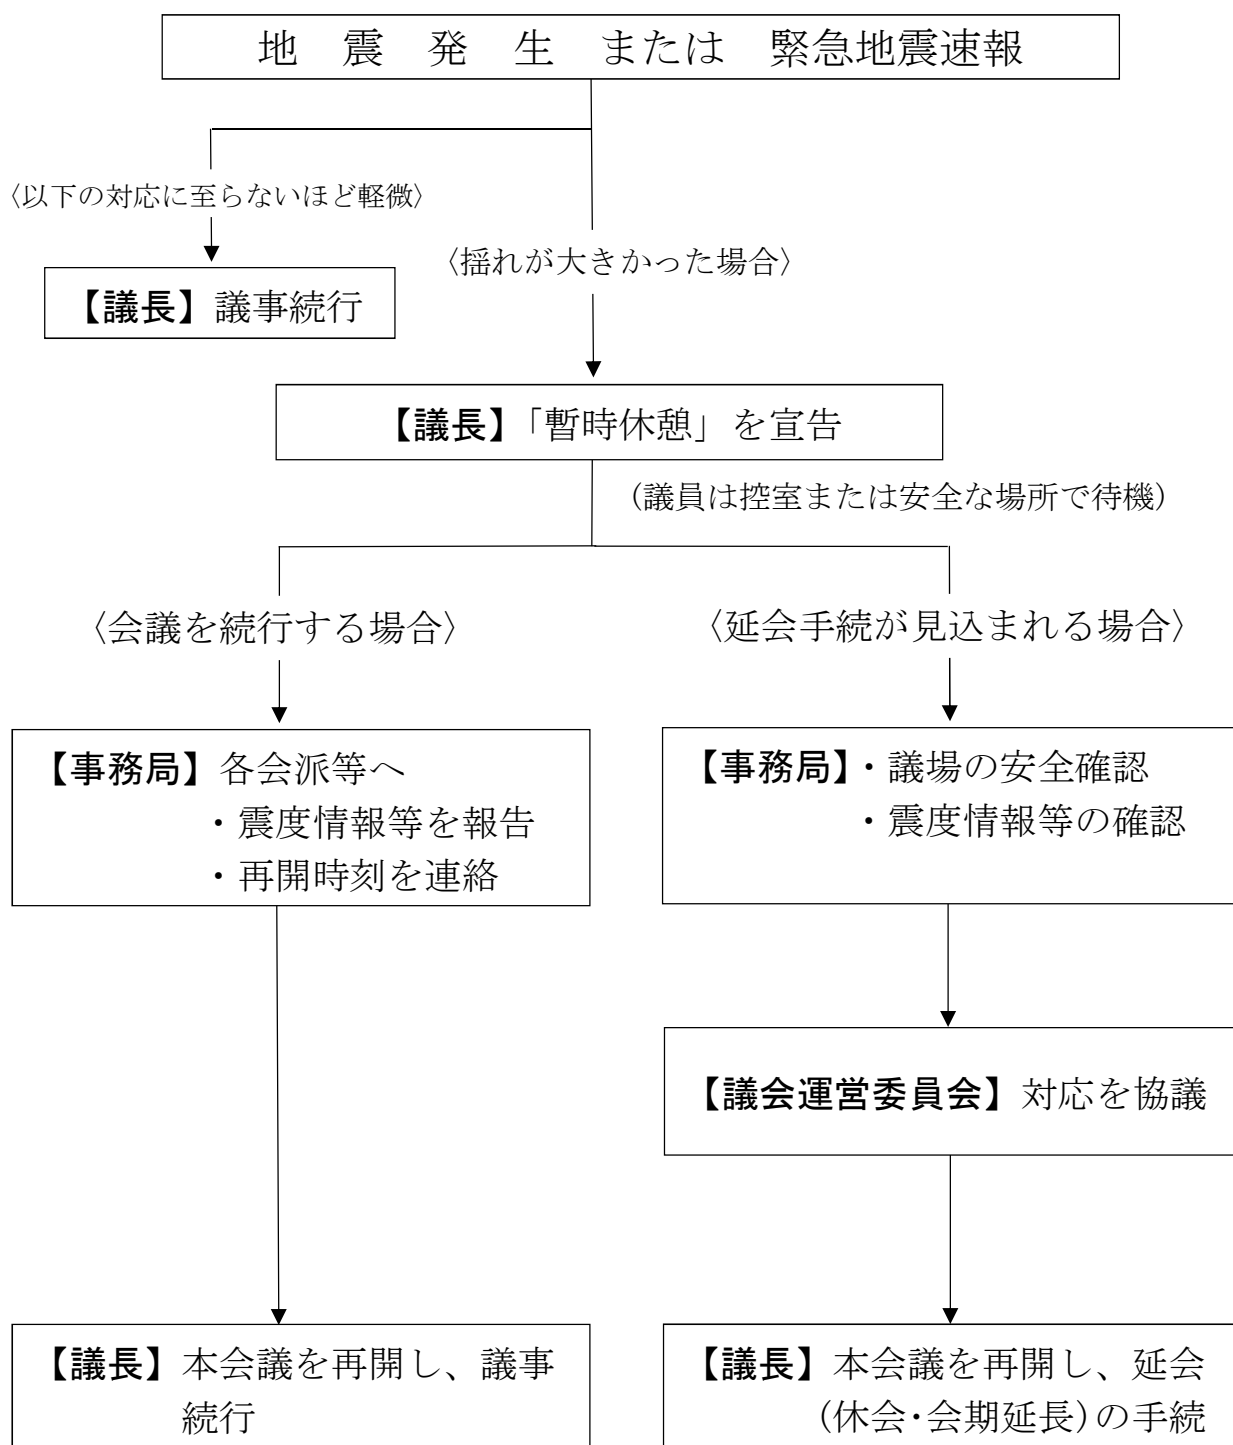 地　震　発　生　または　緊急地震速報
〈以下の対応に至らないほど軽微〉
〈揺れが大きかった場合〉
【議長】議事続行
【議長】「暫時休憩」を宣告
（議員は控室または安全な場所で待機）
〈会議を続行する場合〉
〈延会手続が見込まれる場合〉
【事務局】各会派等へ
・震度情報等を報告
・再開時刻を連絡
【事務局】・議場の安全確認
・震度情報等の確認
【議会運営委員会】対応を協議
【議長】本会議を再開し、議事
続行
【議長】本会議を再開し、延会
（休会・会期延長）の手続